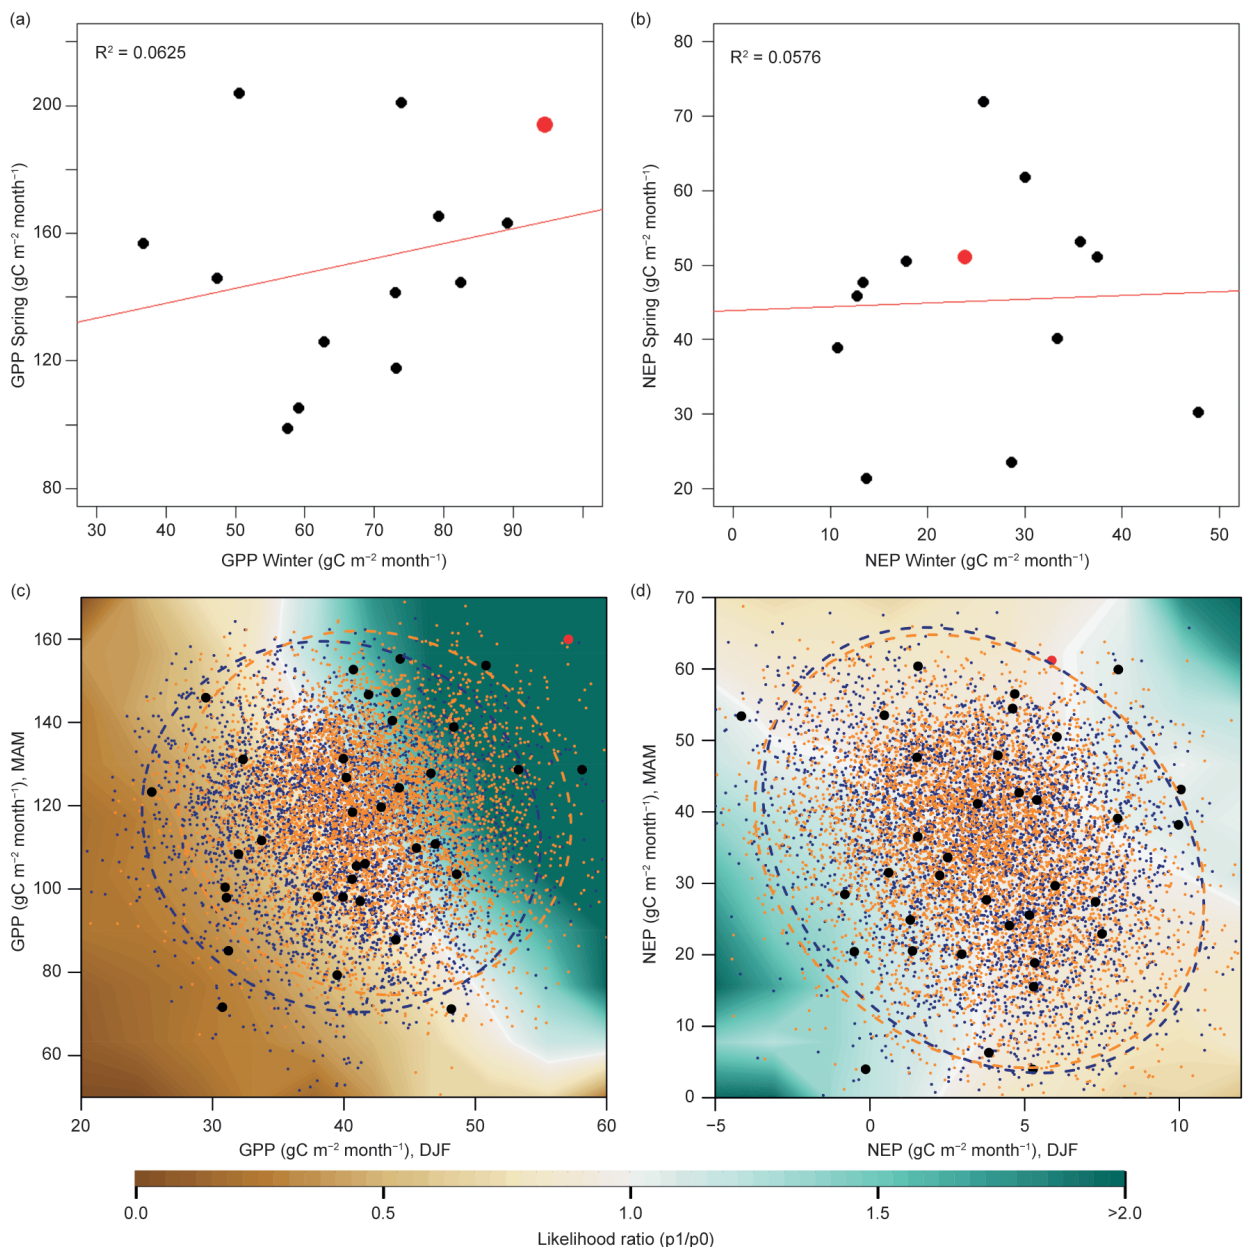 (a)
R² = 0.0625
200
160
120
80
GPP Spring (gC m⁻² month⁻¹)
30 40 50 60 70 80 90
GPP Winter (gC m⁻² month⁻¹)
(b)
R² = 0.0576
80
70
60
50
40
30
20
NEP Spring (gC m⁻² month⁻¹)
0 10 20 30 40 50
NEP Winter (gC m⁻² month⁻¹)
(c)
160
140
120
100
80
60
GPP (gC m⁻² month⁻¹), MAM
20 30 40 50 60
GPP (gC m⁻² month⁻¹), DJF
(d)
70
60
50
40
30
20
10
0
NEP (gC m⁻² month⁻¹), MAM
−5 0 5 10
NEP (gC m⁻² month⁻¹), DJF
0.0 0.5 1.0 1.5 >2.0
Likelihood ratio (p1/p0)